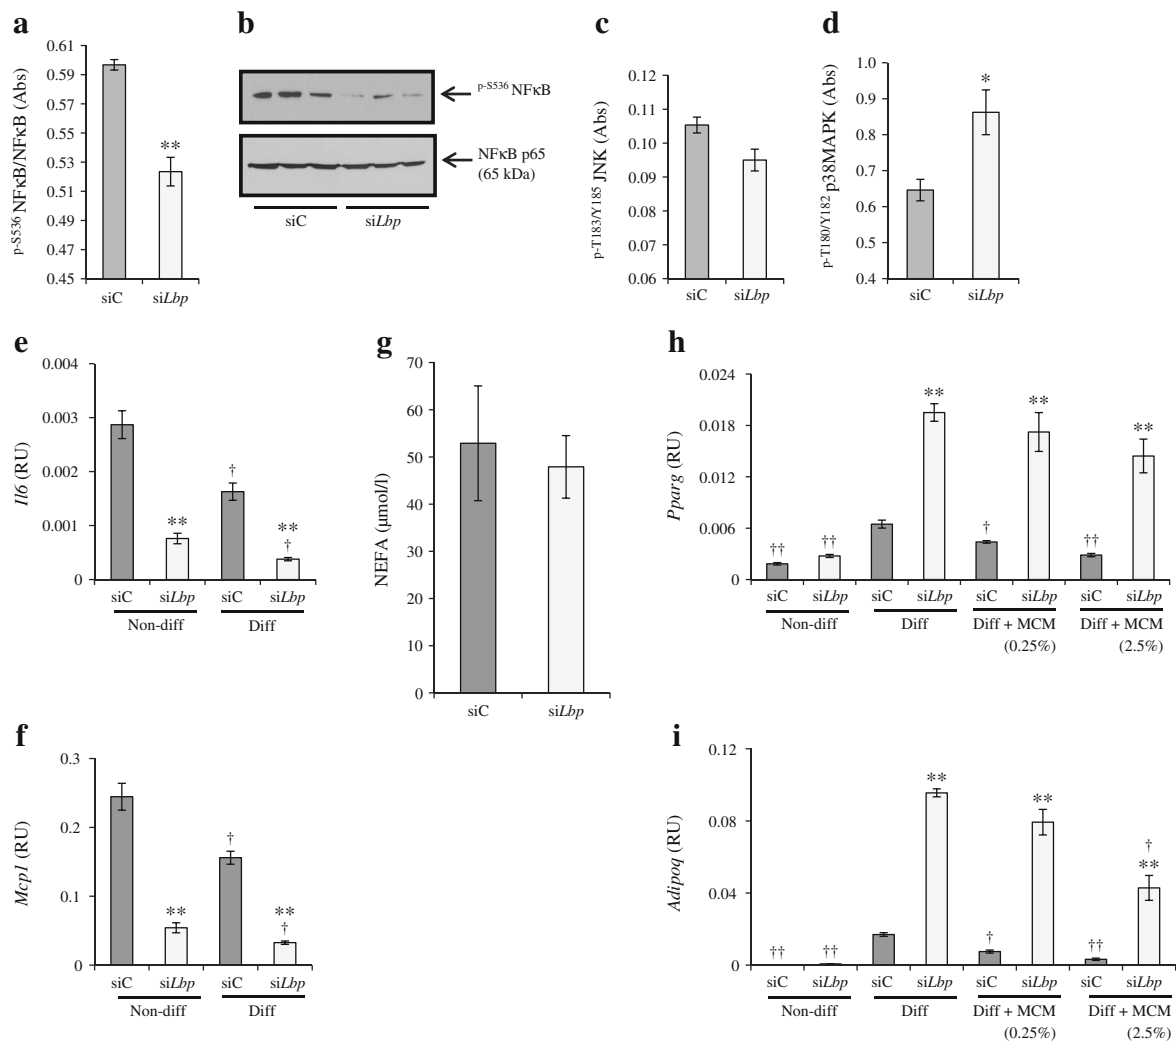 a
p-S536 NFκB/NFκB (Abs)
0.61
0.59
0.57
0.55
0.53
0.51
0.49
0.47
0.45
**
siC
siLbp
b
p-S536 NFκB
NFκB p65
(65 kDa)
siC
siLbp
c
p-T183/Y185 JNK (Abs)
0.12
0.11
0.10
0.09
0.08
0.07
0.06
siC
siLbp
d
p-T180/Y182 p38MAPK (Abs)
1.0
0.9
0.8
0.7
0.6
0.5
0.4
*
siC
siLbp
e
Il6 (RU)
0.004
0.003
0.002
0.001
0
**
†
**
†
siC siLbp siC siLbp
Non-diff Diff
g
NEFA (µmol/l)
70
60
50
40
30
20
10
0
siC
siLbp
h
Pparg (RU)
0.024
0.018
0.012
0.006
0
††
††
**
†
**
††
**
siC siLbp siC siLbp siC siLbp siC siLbp
Non-diff Diff Diff + MCM Diff + MCM
(0.25%) (2.5%)
f
Mcp1 (RU)
0.3
0.2
0.1
0
**
†
**
†
siC siLbp siC siLbp
Non-diff Diff
i
Adipoq (RU)
0.12
0.08
0.04
0
††
††
**
†
**
††
†
**
siC siLbp siC siLbp siC siLbp siC siLbp
Non-diff Diff Diff + MCM Diff + MCM
(0.25%) (2.5%)